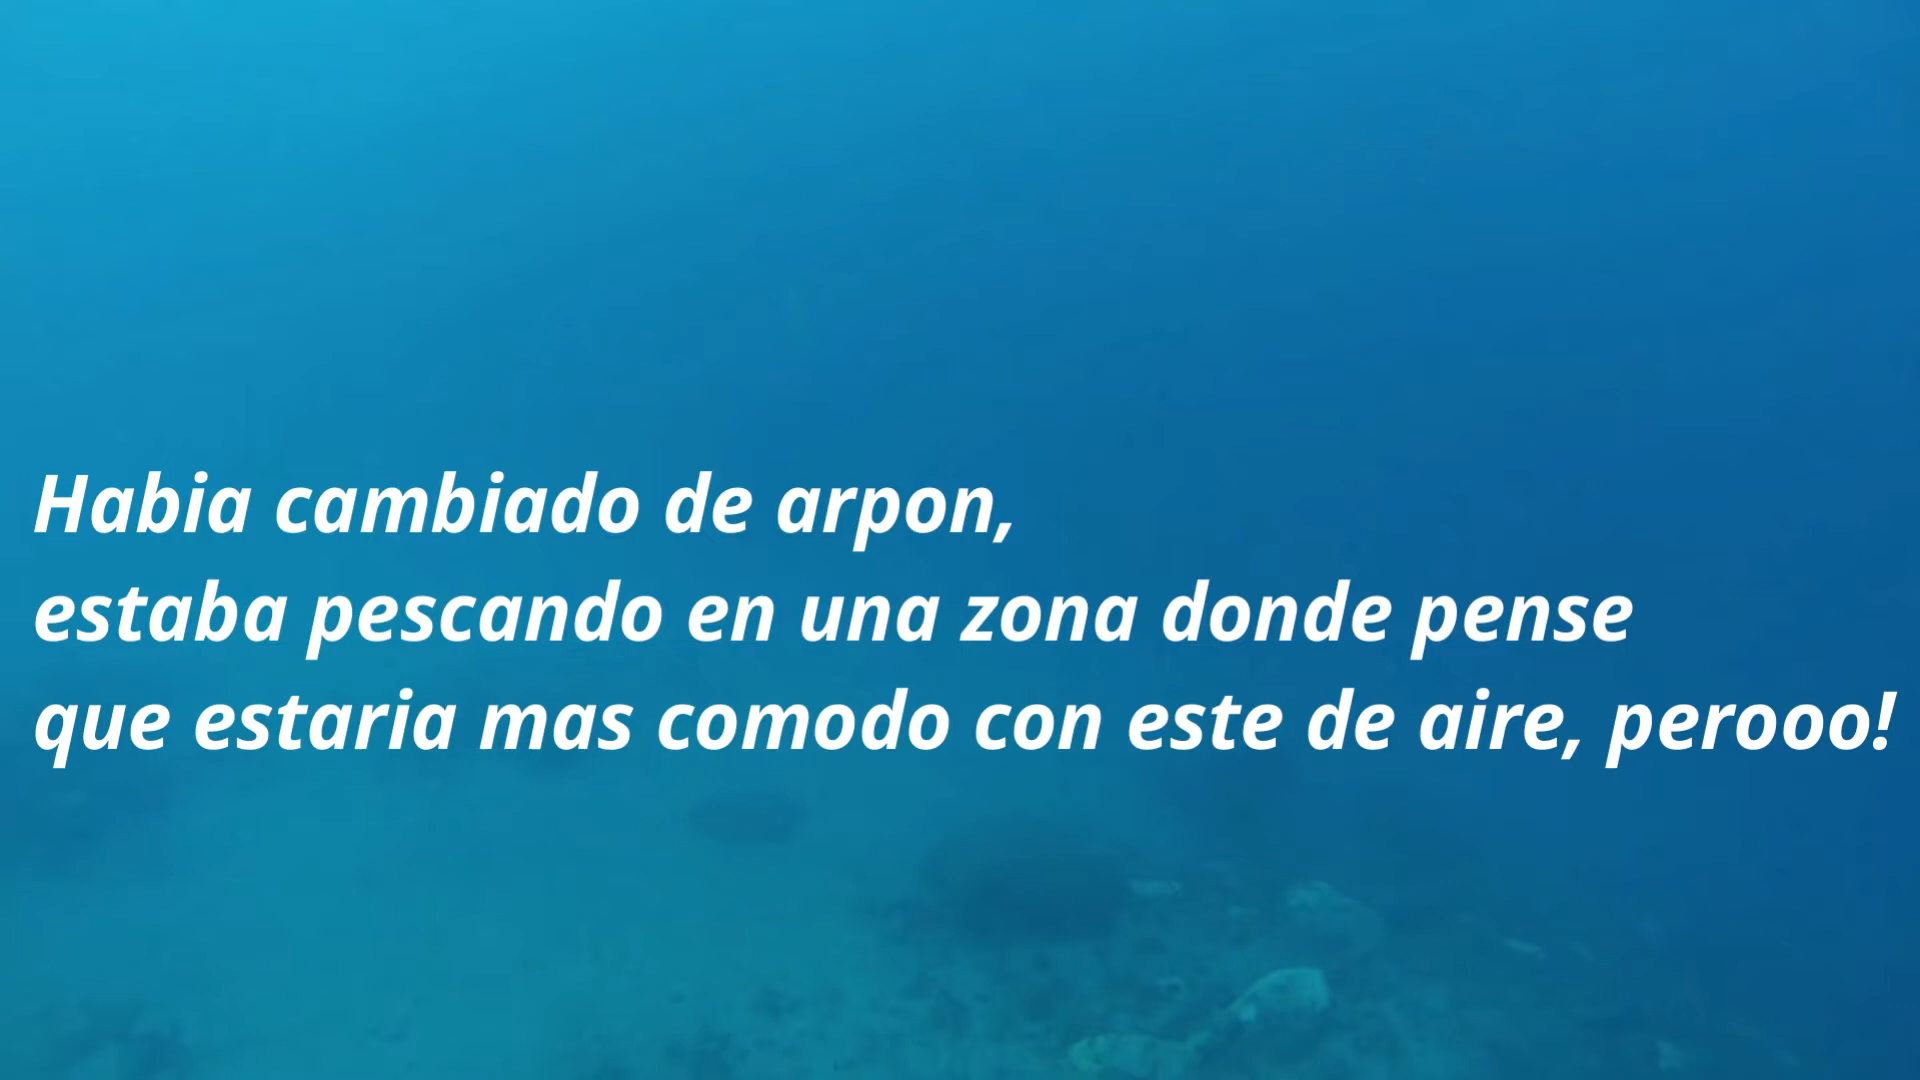 Habia cambiado de arpon,
estaba pescando en una zona donde pense
que estaria mas comodo con este de aire, perooo!